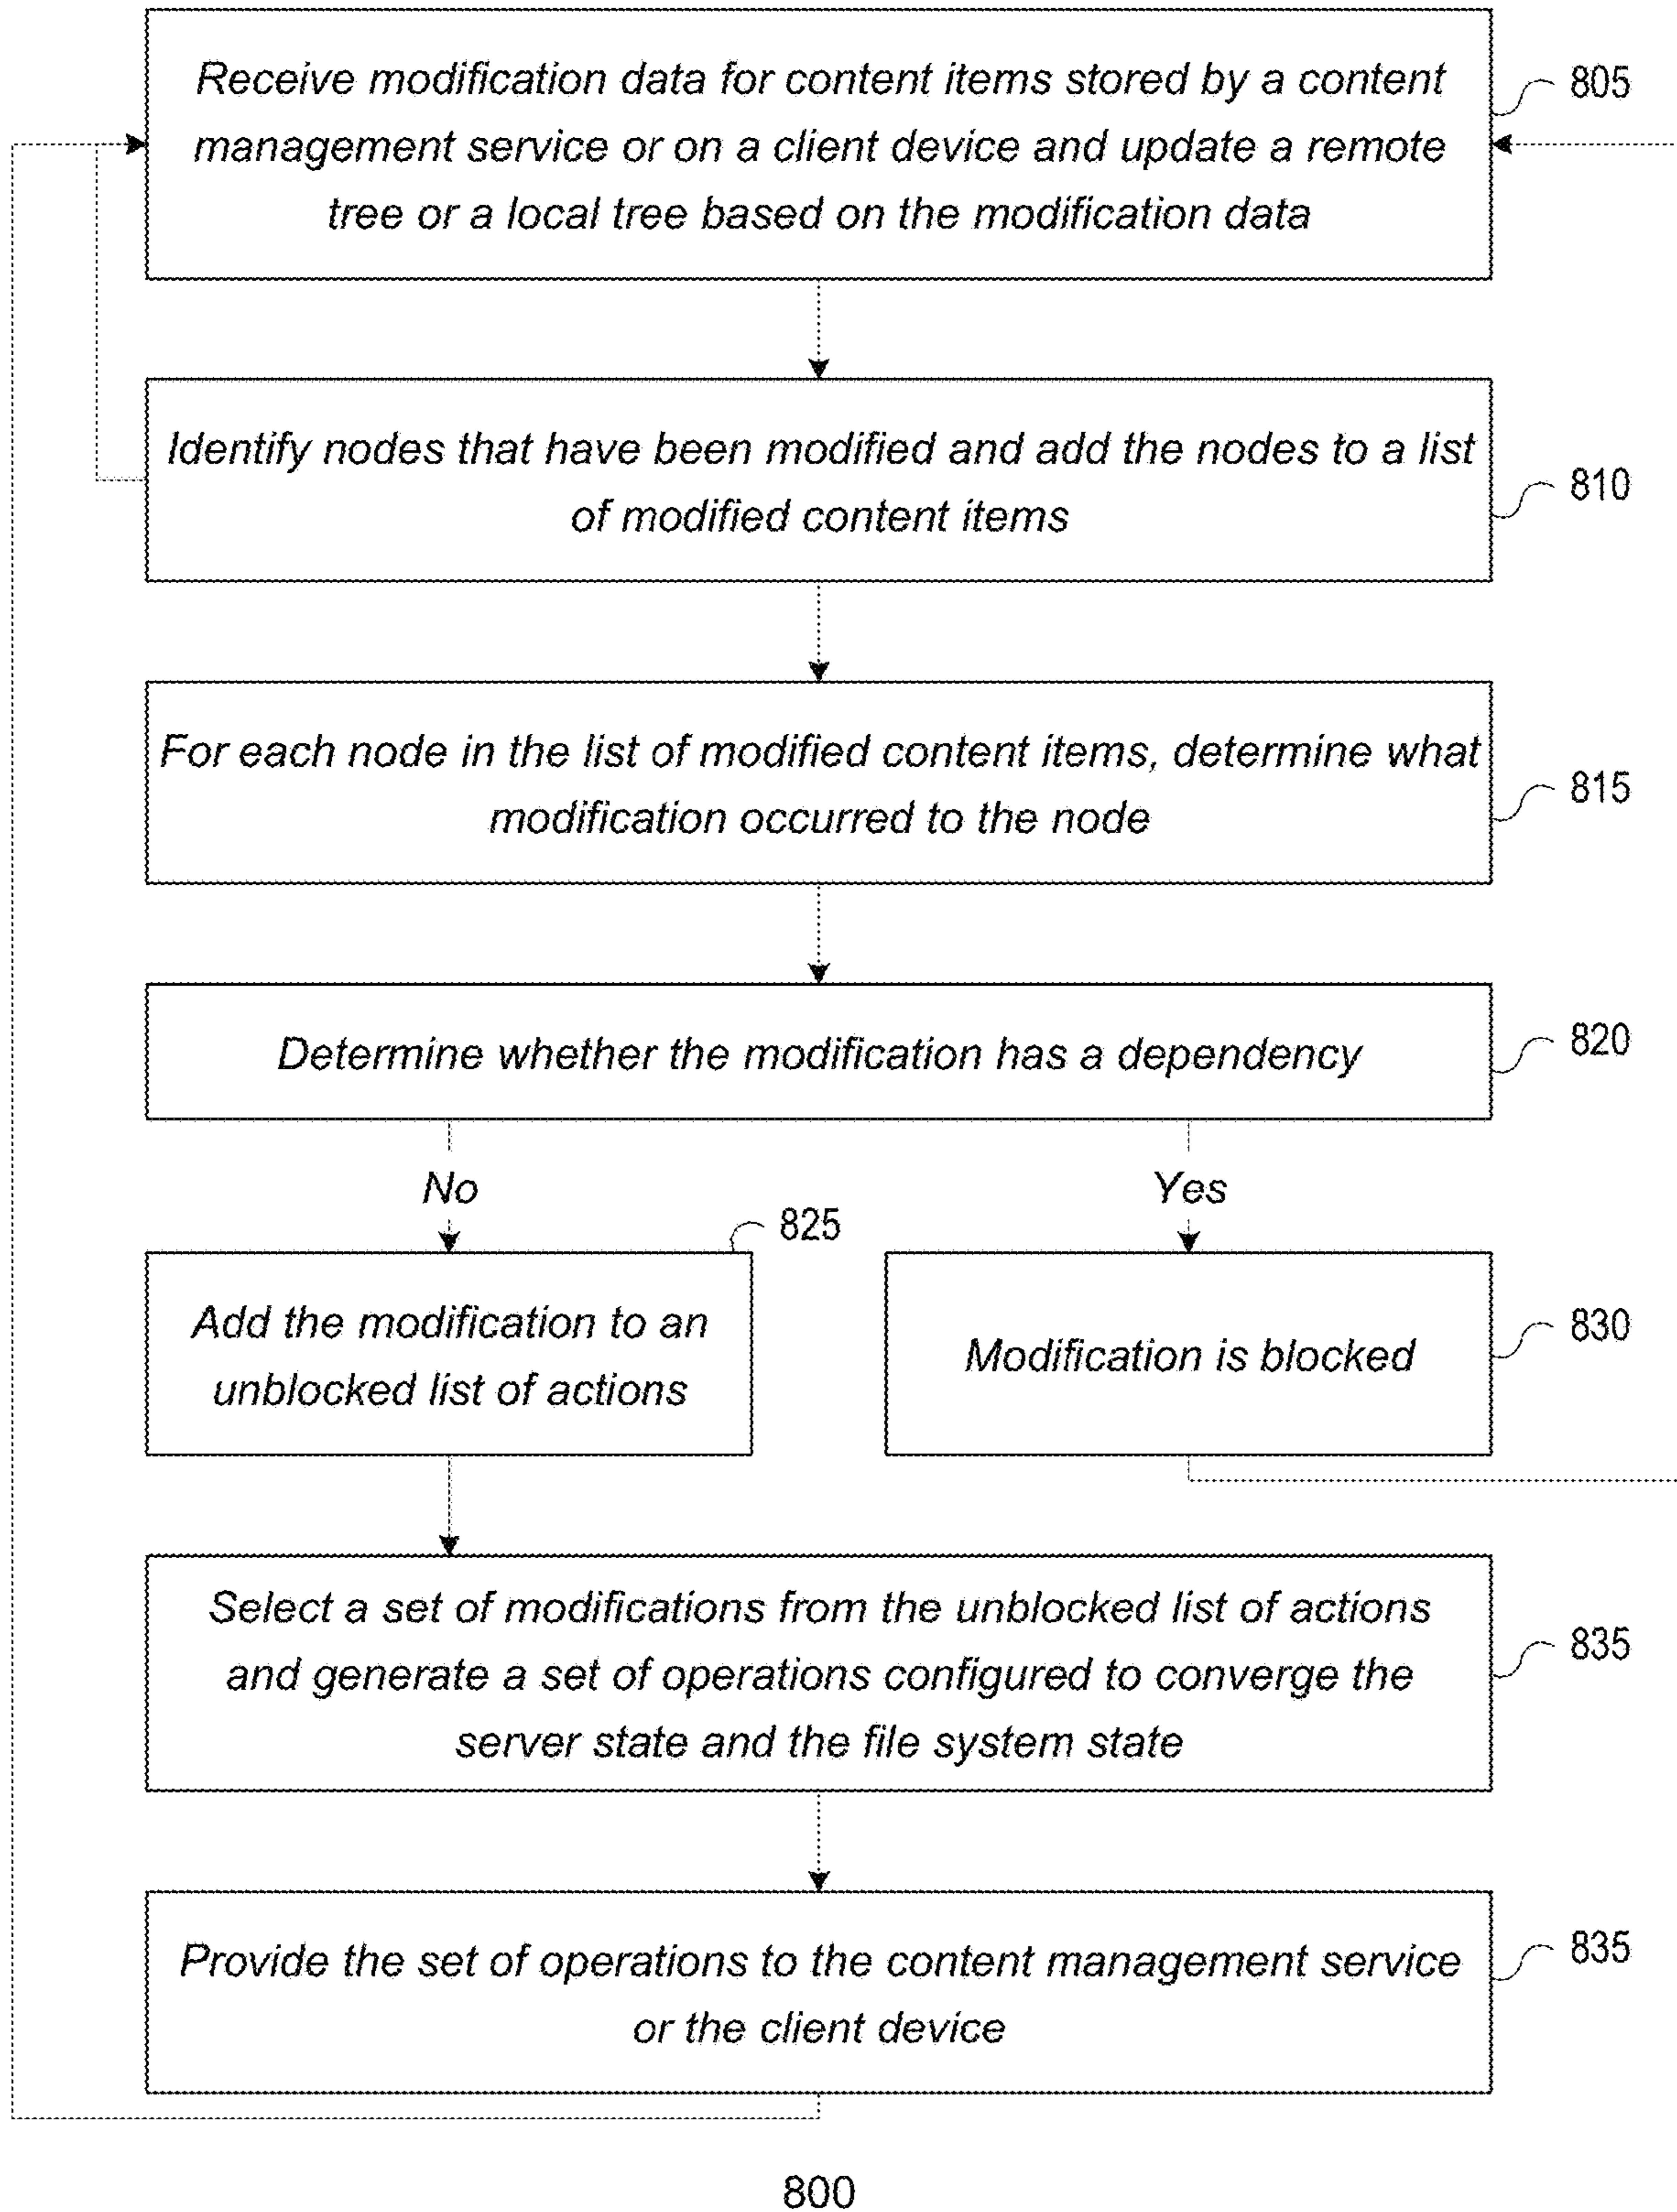 Receive modification data for content items stored by a content
management service or on a client device and update a remote
tree or a local tree based on the modification data
805
Identify nodes that have been modified and add the nodes to a list
of modified content items
810
For each node in the list of modified content items, determine what
modification occurred to the node
815
Determine whether the modification has a dependency
820
No
Yes
825
Add the modification to an
unblocked list of actions
Modification is blocked
830
Select a set of modifications from the unblocked list of actions
and generate a set of operations configured to converge the
server state and the file system state
835
Provide the set of operations to the content management service
or the client device
835
800